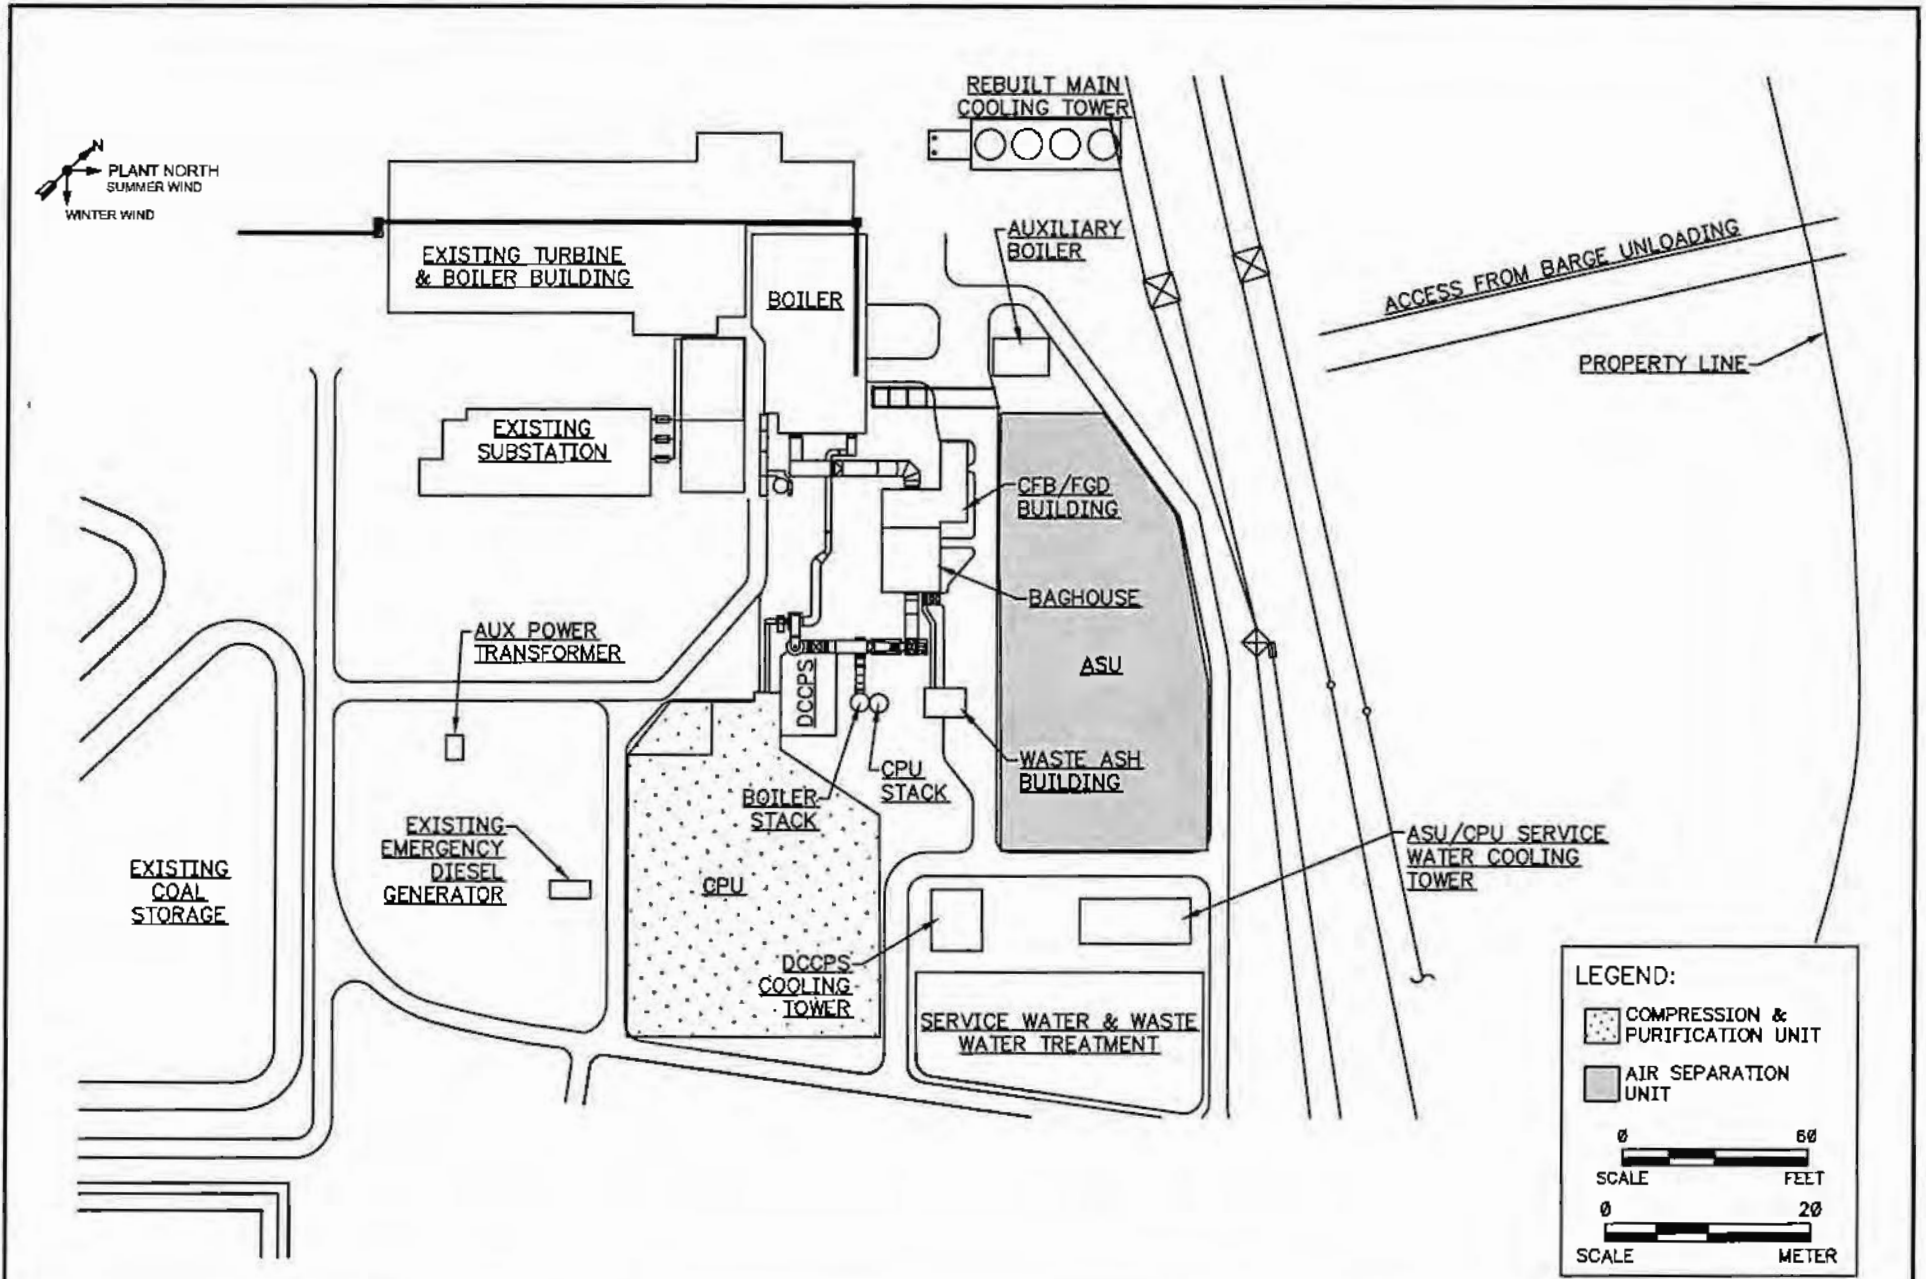 REBUILT MAIN
COOLING TOWER
N
PLANT NORTH
SUMMER WIND
WINTER WIND
AUXILIARY
BOILER
EXISTING TURBINE
& BOILER BUILDING
BOILER
ACCESS FROM BARGE UNLOADING
PROPERTY LINE
EXISTING
SUBSTATION
CFB/FGD
BUILDING
BAGHOUSE
AUX POWER
TRANSFORMER
ASU
DCCPS
WASTE ASH
BUILDING
CPU
STACK
BOILER
STACK
EXISTING
EMERGENCY
DIESEL
GENERATOR
ASU/CPU SERVICE
WATER COOLING
TOWER
EXISTING
COAL
STORAGE
CPU
DCCPS
COOLING
TOWER
SERVICE WATER & WASTE
WATER TREATMENT
LEGEND:
COMPRESSION &
PURIFICATION UNIT
AIR SEPARATION
UNIT
0 60
SCALE FEET
0 20
SCALE METER